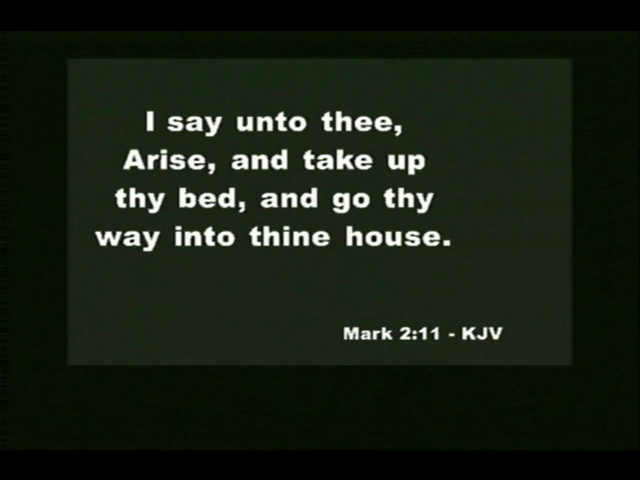 I say unto thee,
Arise, and take up
thy bed, and go thy
way into thine house.
Mark 2:11 - KJV